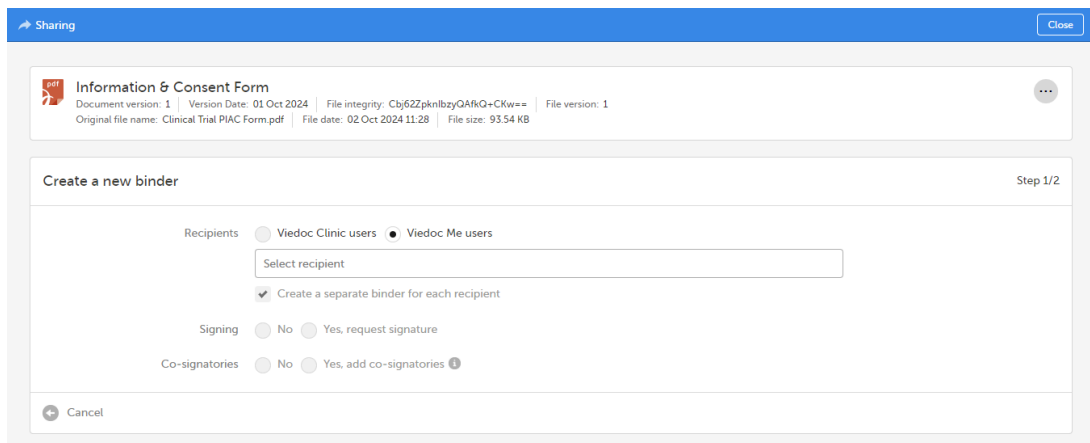 Sharing
Close
pdf
Information & Consent Form
Document version: 1 Version Date: 01 Oct 2024 File integrity: Cbj62ZpknIbzyQAfkQ+CKw== File version: 1
Original file name: Clinical Trial PIAC Form.pdf File date: 02 Oct 2024 11:28 File size: 93.54 KB
Create a new binder
Step 1/2
Recipients Viedoc Clinic users Viedoc Me users
Select recipient
Create a separate binder for each recipient
Signing No Yes, request signature
Co-signatories No Yes, add co-signatories
Cancel